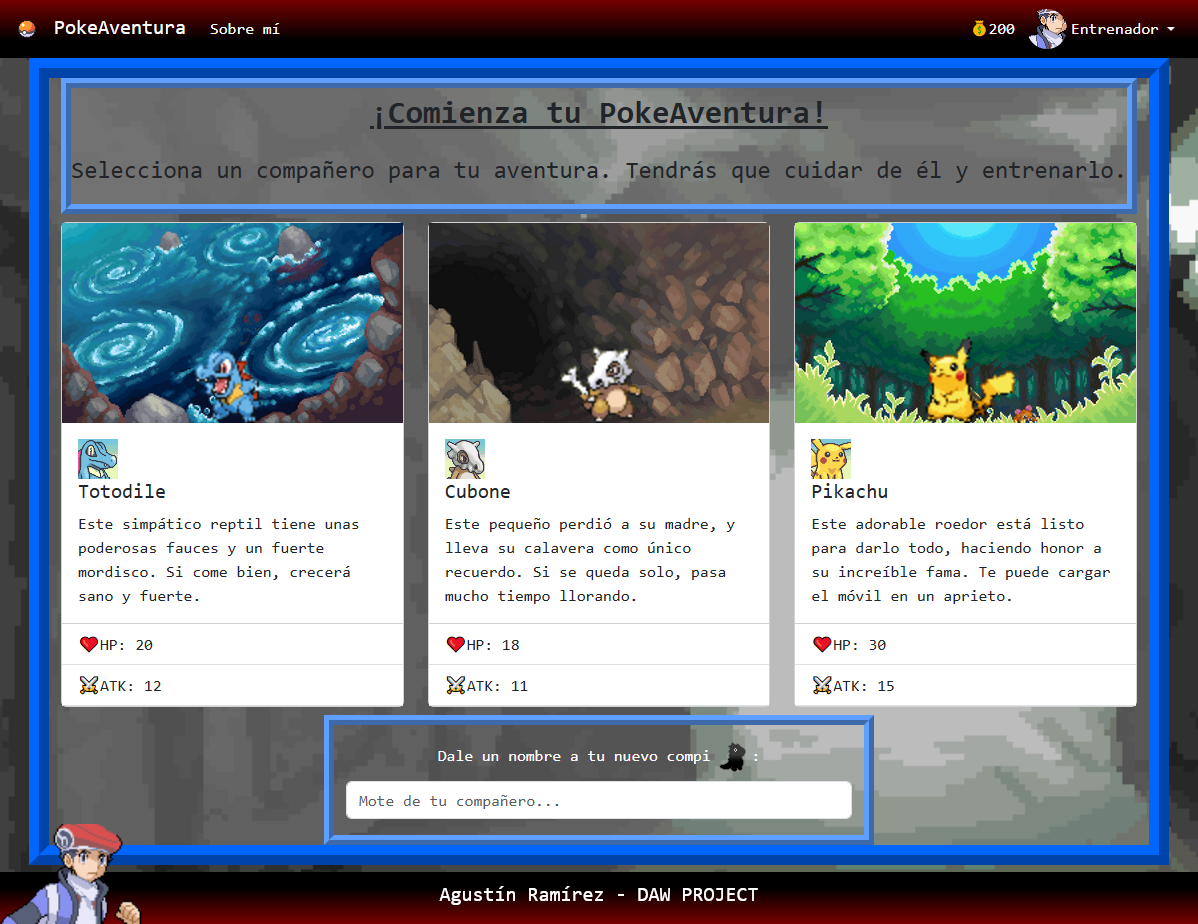 PokeAventura Sobre mí 200 Entrenador
¡Comienza tu PokeAventura!
Selecciona un compañero para tu aventura. Tendrás que cuidar de él y entrenarlo.
Totodile
Este simpático reptil tiene unas
poderosas fauces y un fuerte
mordisco. Si come bien, crecerá
sano y fuerte.
HP: 20
ATK: 12
Cubone
Este pequeño perdió a su madre, y
lleva su calavera como único
recuerdo. Si se queda solo, pasa
mucho tiempo llorando.
HP: 18
ATK: 11
Pikachu
Este adorable roedor está listo
para darlo todo, haciendo honor a
su increíble fama. Te puede cargar
el móvil en un aprieto.
HP: 30
ATK: 15
Dale un nombre a tu nuevo compi :
Mote de tu compañero...
Agustín Ramírez - DAW PROJECT